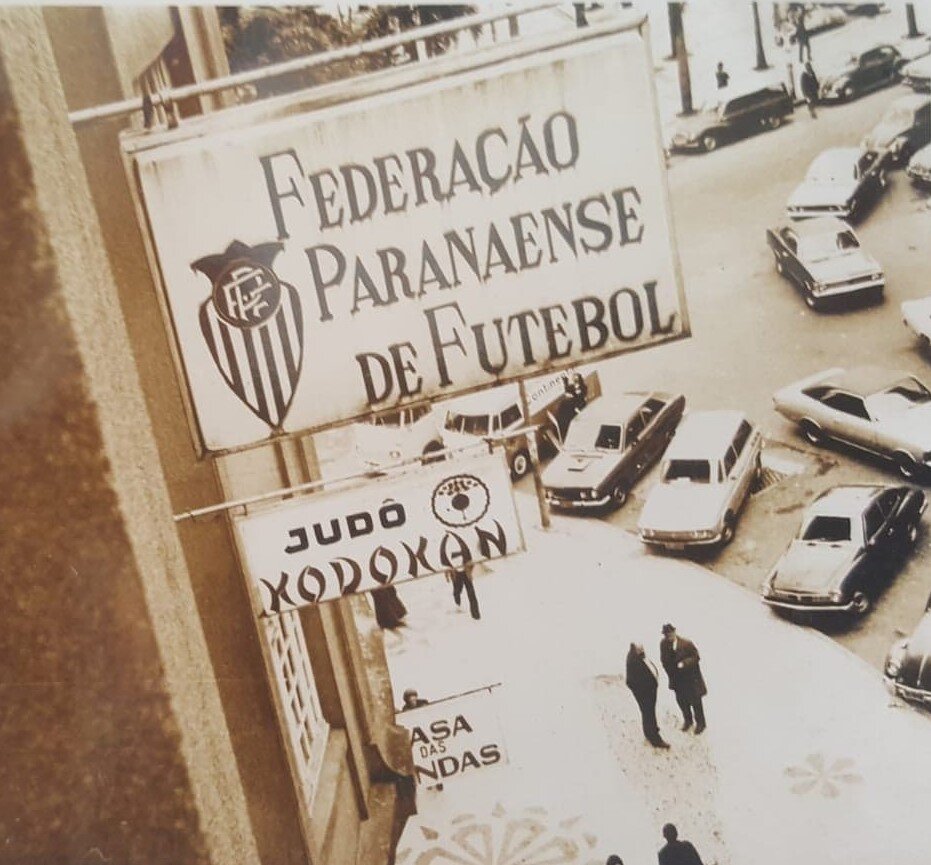 FEDERAÇÃO
PARANAENSE
DE FUTEBOL
JUDÔ
KODOKAN
ASA
DAS
NDAS